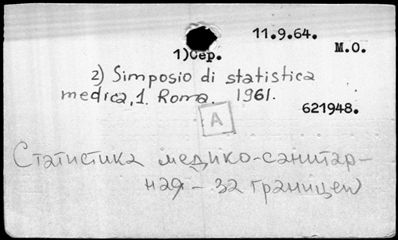 11.9.64.
M.O.
1) Сер.
2) Simposio di statistica
medica, 1. Roma. 1961.
621948.
A
Статистика медико-санитар-
ная - за границей